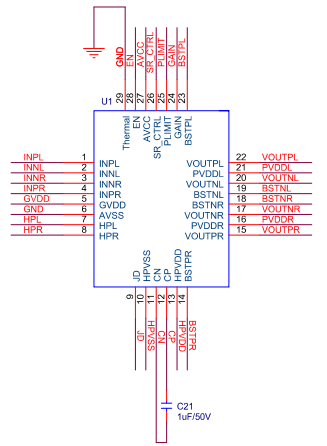 GND
EN
AVCC
SR_CTRL
PLIMIT
GAIN
BSTPL
U1
29
28
27
26
25
24
23
Thermal
EN
AVCC
SR_CTRL
PLIMIT
GAIN
BSTPL
INPL 1 INPL VOUTPL 22 VOUTPL
INNL 2 INNL PVDDL 21 PVDDL
INNR 3 INNR VOUTNL 20 VOUTNL
INPR 4 INPR BSTNL 19 BSTNL
GVDD 5 GVDD BSTNR 18 BSTNR
GND 6 AVSS VOUTNR 17 VOUTNR
HPL 7 HPL PVDDR 16 PVDDR
HPR 8 HPR VOUTPR 15 VOUTPR
JD
HPVSS
CN
CP
HPVDD
BSTPR
9
10
11
12
13
14
JD
HPVSS
CN
CP
HPVDD
BSTPR
C21
1uF/50V